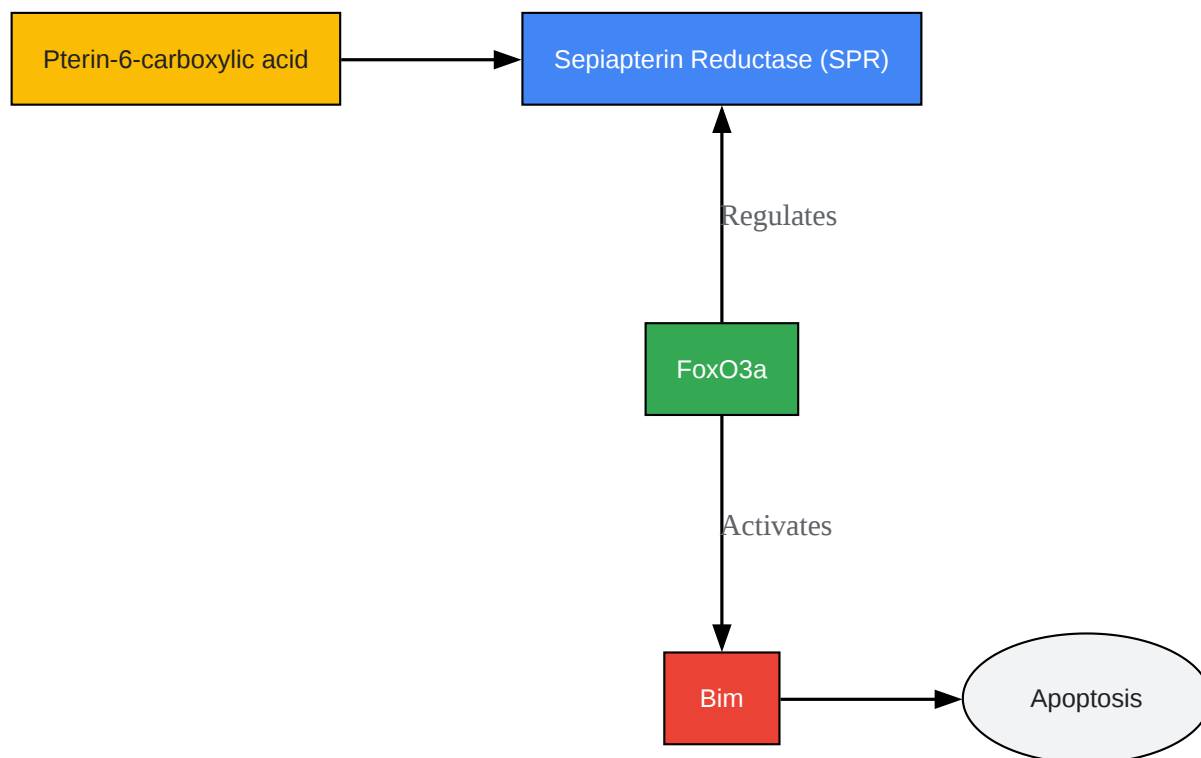 Pterin-6-carboxylic acid
Sepiapterin Reductase (SPR)
Regulates
FoxO3a
Activates
Bim
Apoptosis